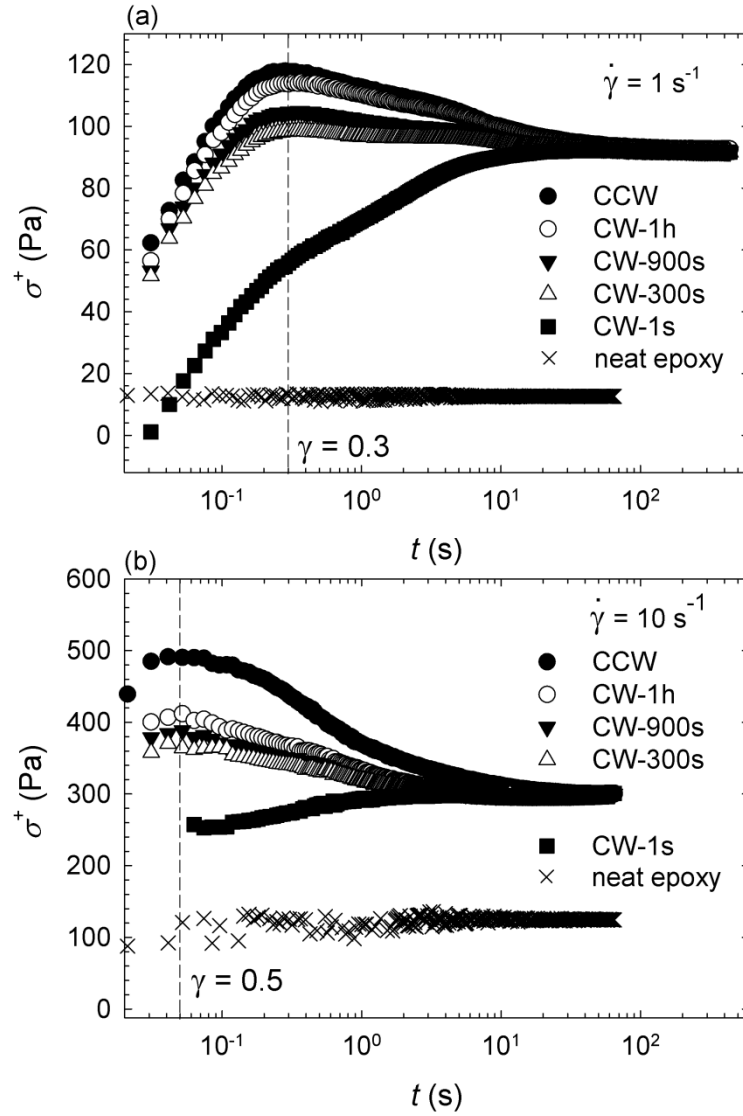 (a)
γ̇ = 1 s⁻¹
120
100
80
60
40
20
0
σ⁺ (Pa)
CCW
CW-1h
CW-900s
CW-300s
CW-1s
neat epoxy
γ = 0.3
10⁻¹ 10⁰ 10¹ 10²
t (s)
(b)
γ̇ = 10 s⁻¹
600
500
400
300
200
100
0
σ⁺ (Pa)
CCW
CW-1h
CW-900s
CW-300s
CW-1s
neat epoxy
γ = 0.5
10⁻¹ 10⁰ 10¹ 10²
t (s)